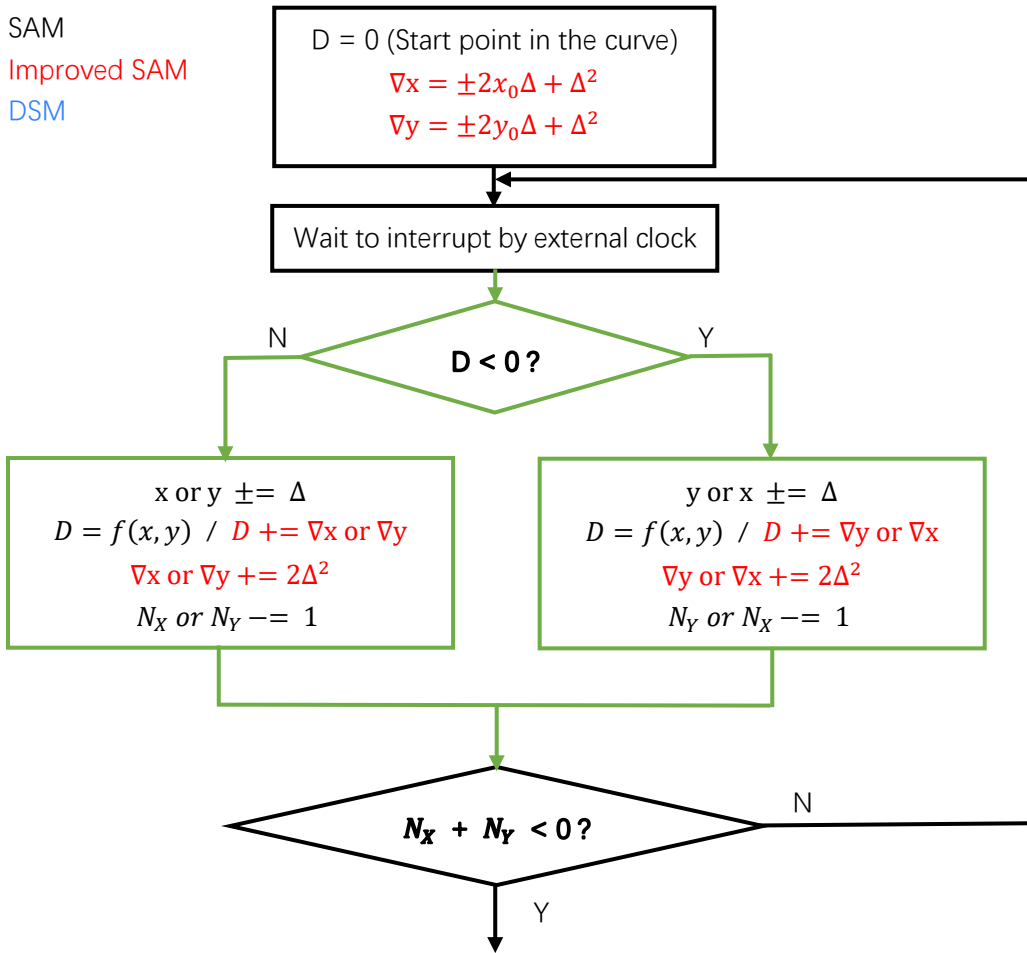 SAM
Improved SAM
DSM
D = 0 (Start point in the curve)
∇x = ±2x₀Δ + Δ²
∇y = ±2y₀Δ + Δ²
Wait to interrupt by external clock
N
Y
D < 0 ?
x or y ±= Δ
D = f(x, y) / D += ∇x or ∇y
∇x or ∇y += 2Δ²
N_X or N_Y −= 1
y or x ±= Δ
D = f(x, y) / D += ∇y or ∇x
∇y or ∇x += 2Δ²
N_Y or N_X −= 1
N_X + N_Y < 0 ?
N
Y